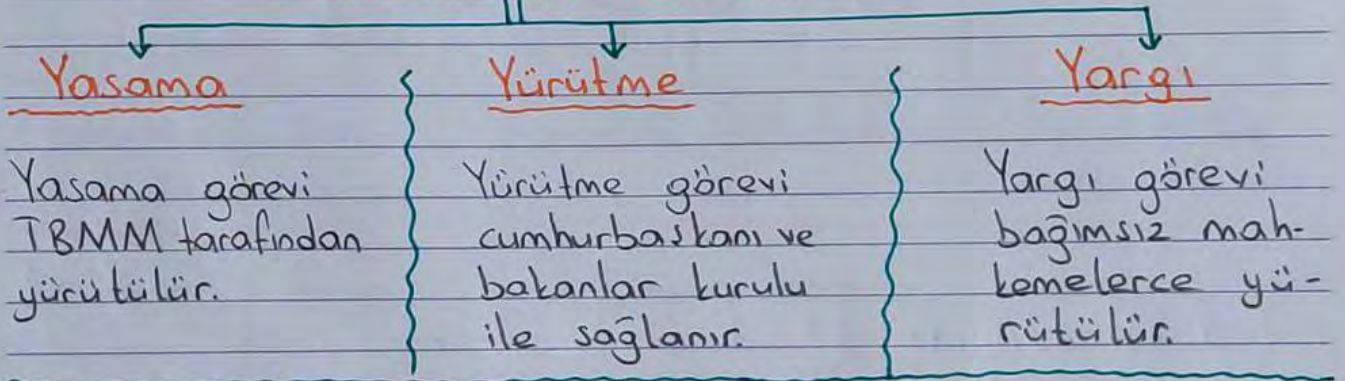 Yasama
Yasama görevi
TBMM tarafından
yürütülür.
Yürütme
Yürütme görevi
cumhurbaşkanı ve
bakanlar kurulu
ile sağlanır.
Yargı
Yargı görevi
bağımsız mah-
kemelerce yü-
rütülür.